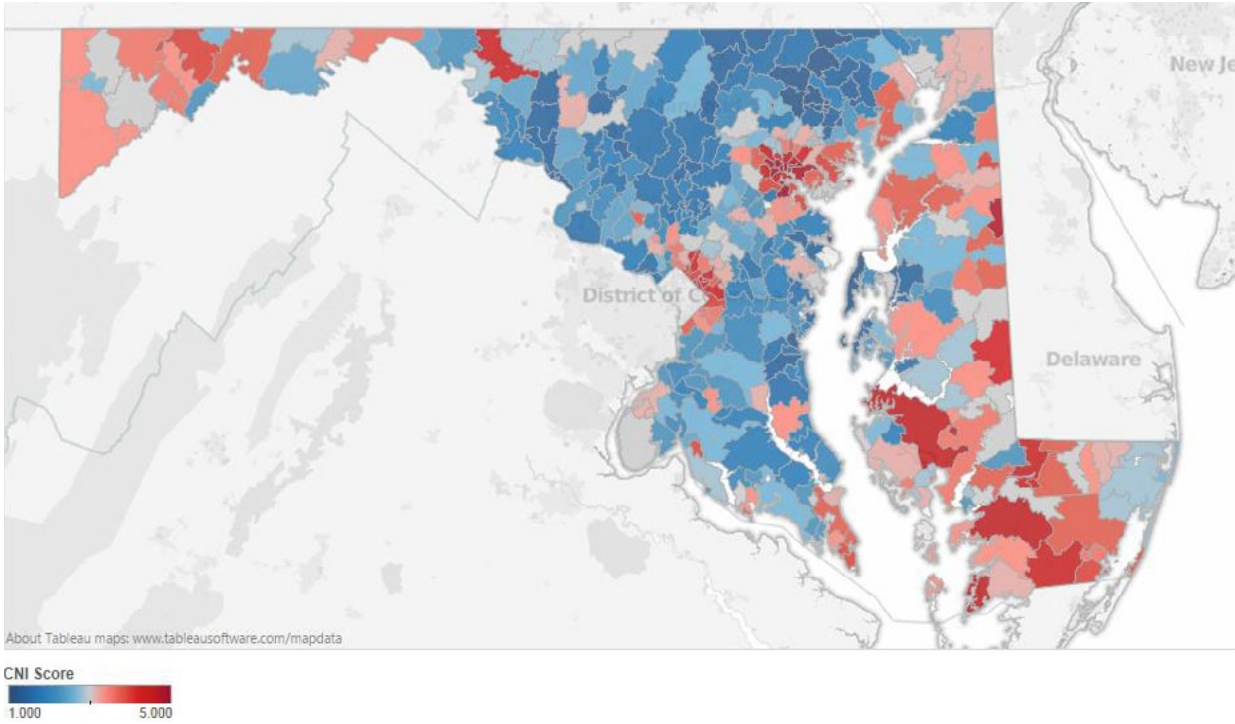 New Je
District of C
Delaware
About Tableau maps: www.tableausoftware.com/mapdata
CNI Score
1.000 5.000